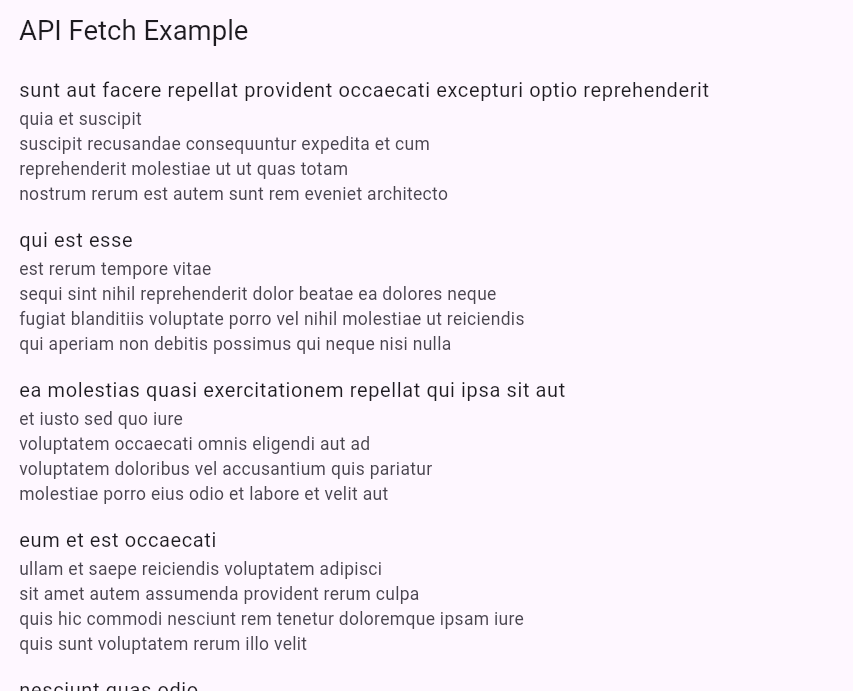 API Fetch Example
sunt aut facere repellat provident occaecati excepturi optio reprehenderit
quia et suscipit
suscipit recusandae consequuntur expedita et cum
reprehenderit molestiae ut ut quas totam
nostrum rerum est autem sunt rem eveniet architecto
qui est esse
est rerum tempore vitae
sequi sint nihil reprehenderit dolor beatae ea dolores neque
fugiat blanditiis voluptate porro vel nihil molestiae ut reiciendis
qui aperiam non debitis possimus qui neque nisi nulla
ea molestias quasi exercitationem repellat qui ipsa sit aut
et iusto sed quo iure
voluptatem occaecati omnis eligendi aut ad
voluptatem doloribus vel accusantium quis pariatur
molestiae porro eius odio et labore et velit aut
eum et est occaecati
ullam et saepe reiciendis voluptatem adipisci
sit amet autem assumenda provident rerum culpa
quis hic commodi nesciunt rem tenetur doloremque ipsam iure
quis sunt voluptatem rerum illo velit
nesciunt quas odio